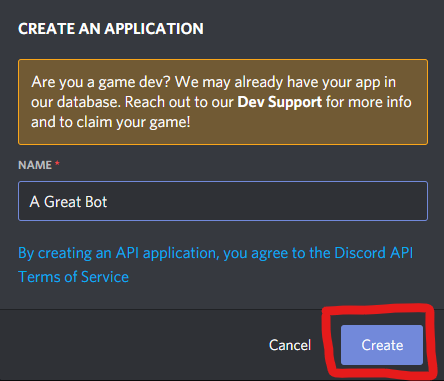 CREATE AN APPLICATION
Are you a game dev? We may already have your app in
our database. Reach out to our Dev Support for more info
and to claim your game!
NAME *
A Great Bot
By creating an API application, you agree to the Discord API
Terms of Service
Cancel Create